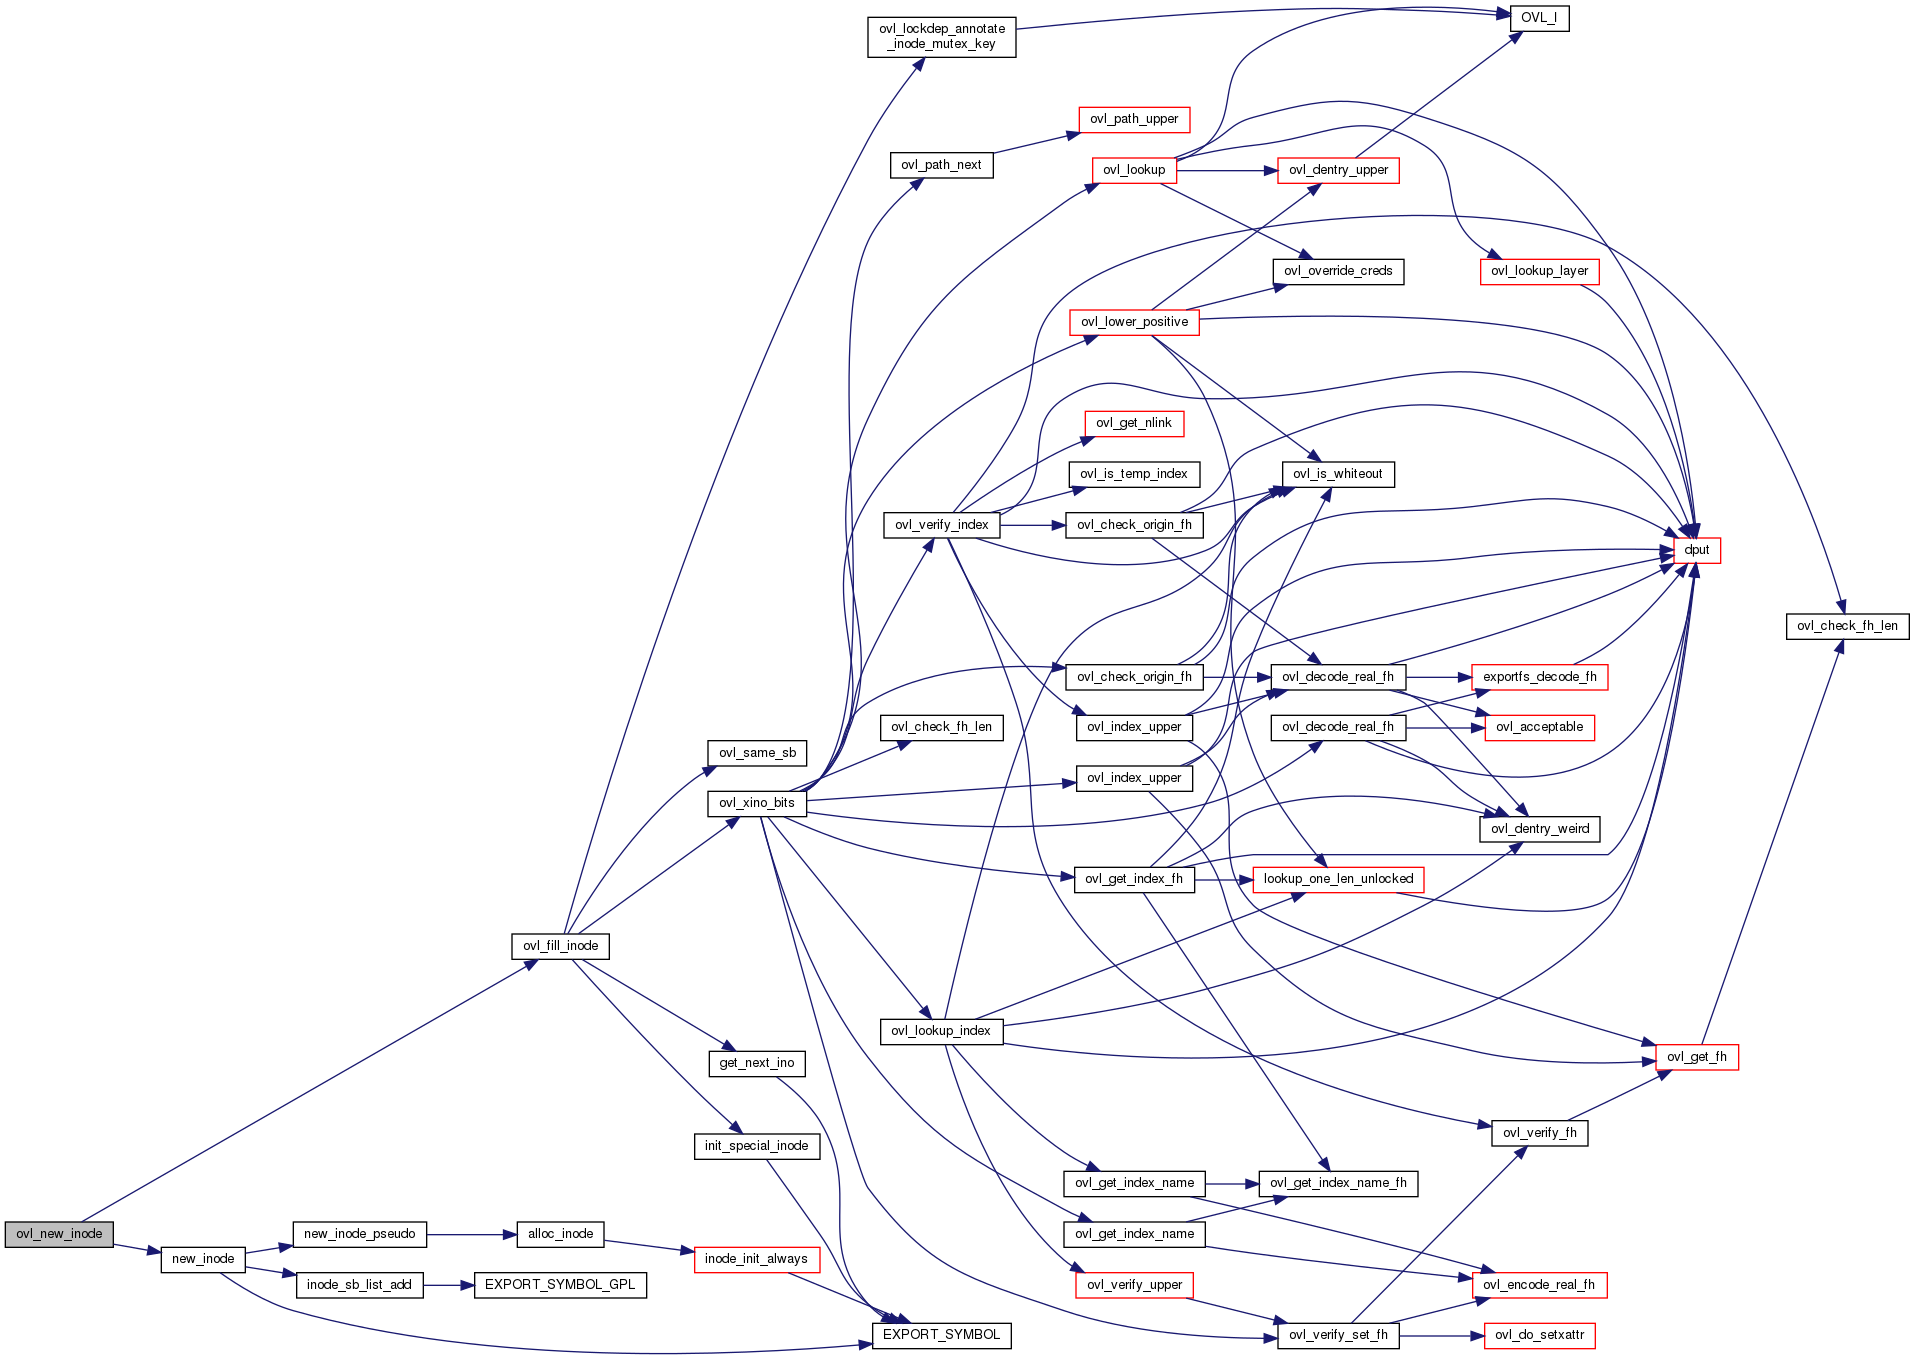 OVL_I
ovl_lockdep_annotate
_inode_mutex_key
ovl_path_upper
ovl_path_next
ovl_lookup
ovl_dentry_upper
ovl_override_creds
ovl_lookup_layer
ovl_lower_positive
ovl_get_nlink
ovl_is_temp_index
ovl_is_whiteout
ovl_verify_index
ovl_check_origin_fh
dput
ovl_check_fh_len
ovl_check_origin_fh
ovl_decode_real_fh
exportfs_decode_fh
ovl_check_fh_len
ovl_index_upper
ovl_decode_real_fh
ovl_acceptable
ovl_same_sb
ovl_index_upper
ovl_xino_bits
ovl_dentry_weird
ovl_get_index_fh
lookup_one_len_unlocked
ovl_fill_inode
ovl_lookup_index
get_next_ino
ovl_get_fh
init_special_inode
ovl_verify_fh
ovl_get_index_name
ovl_get_index_name_fh
ovl_new_inode
new_inode_pseudo
alloc_inode
ovl_get_index_name
new_inode
inode_init_always
inode_sb_list_add
EXPORT_SYMBOL_GPL
ovl_verify_upper
ovl_encode_real_fh
EXPORT_SYMBOL
ovl_verify_set_fh
ovl_do_setxattr